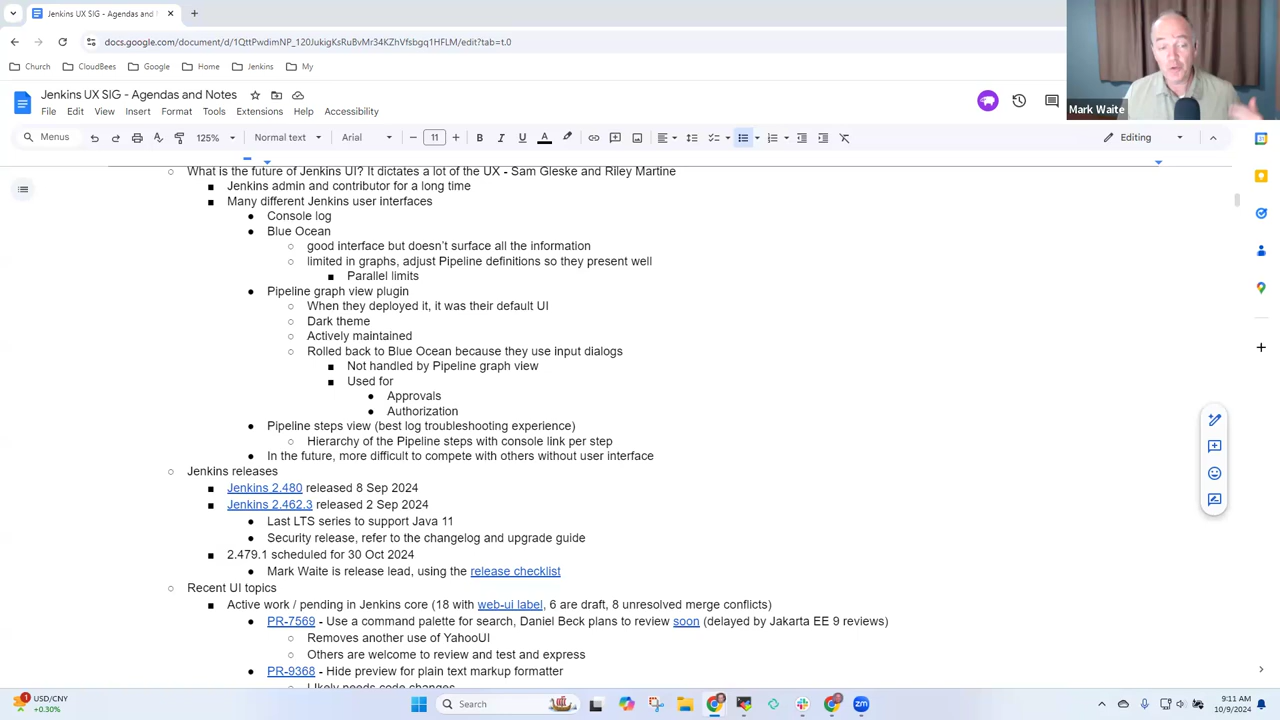 Jenkins UX SIG - Agendas and N
docs.google.com/document/d/1QttPwdimNP_120JukigKsRuBvMr34KZhVfsbgq1HFLM/edit?tab=t.0
Church
CloudBees
Google
Home
Jenkins
My
Jenkins UX SIG - Agendas and Notes
File Edit View Insert Format Tools Extensions Help Accessibility
Mark Waite
Menus
125%
Normal text
Arial
11
B I U A
Editing
What is the future of Jenkins UI? It dictates a lot of the UX - Sam Gleske and Riley Martine
Jenkins admin and contributor for a long time
Many different Jenkins user interfaces
Console log
Blue Ocean
good interface but doesn't surface all the information
limited in graphs, adjust Pipeline definitions so they present well
Parallel limits
Pipeline graph view plugin
When they deployed it, it was their default UI
Dark theme
Actively maintained
Rolled back to Blue Ocean because they use input dialogs
Not handled by Pipeline graph view
Used for
Approvals
Authorization
Pipeline steps view (best log troubleshooting experience)
Hierarchy of the Pipeline steps with console link per step
In the future, more difficult to compete with others without user interface
Jenkins releases
Jenkins 2.480 released 8 Sep 2024
Jenkins 2.462.3 released 2 Sep 2024
Last LTS series to support Java 11
Security release, refer to the changelog and upgrade guide
2.479.1 scheduled for 30 Oct 2024
Mark Waite is release lead, using the release checklist
Recent UI topics
Active work / pending in Jenkins core (18 with web-ui label, 6 are draft, 8 unresolved merge conflicts)
PR-7569 - Use a command palette for search, Daniel Beck plans to review soon (delayed by Jakarta EE 9 reviews)
Removes another use of YahooUI
Others are welcome to review and test and express
PR-9368 - Hide preview for plain text markup formatter
Likely needs code changes
1
USD/CNY
+0.30%
Search
9:11 AM
10/9/2024